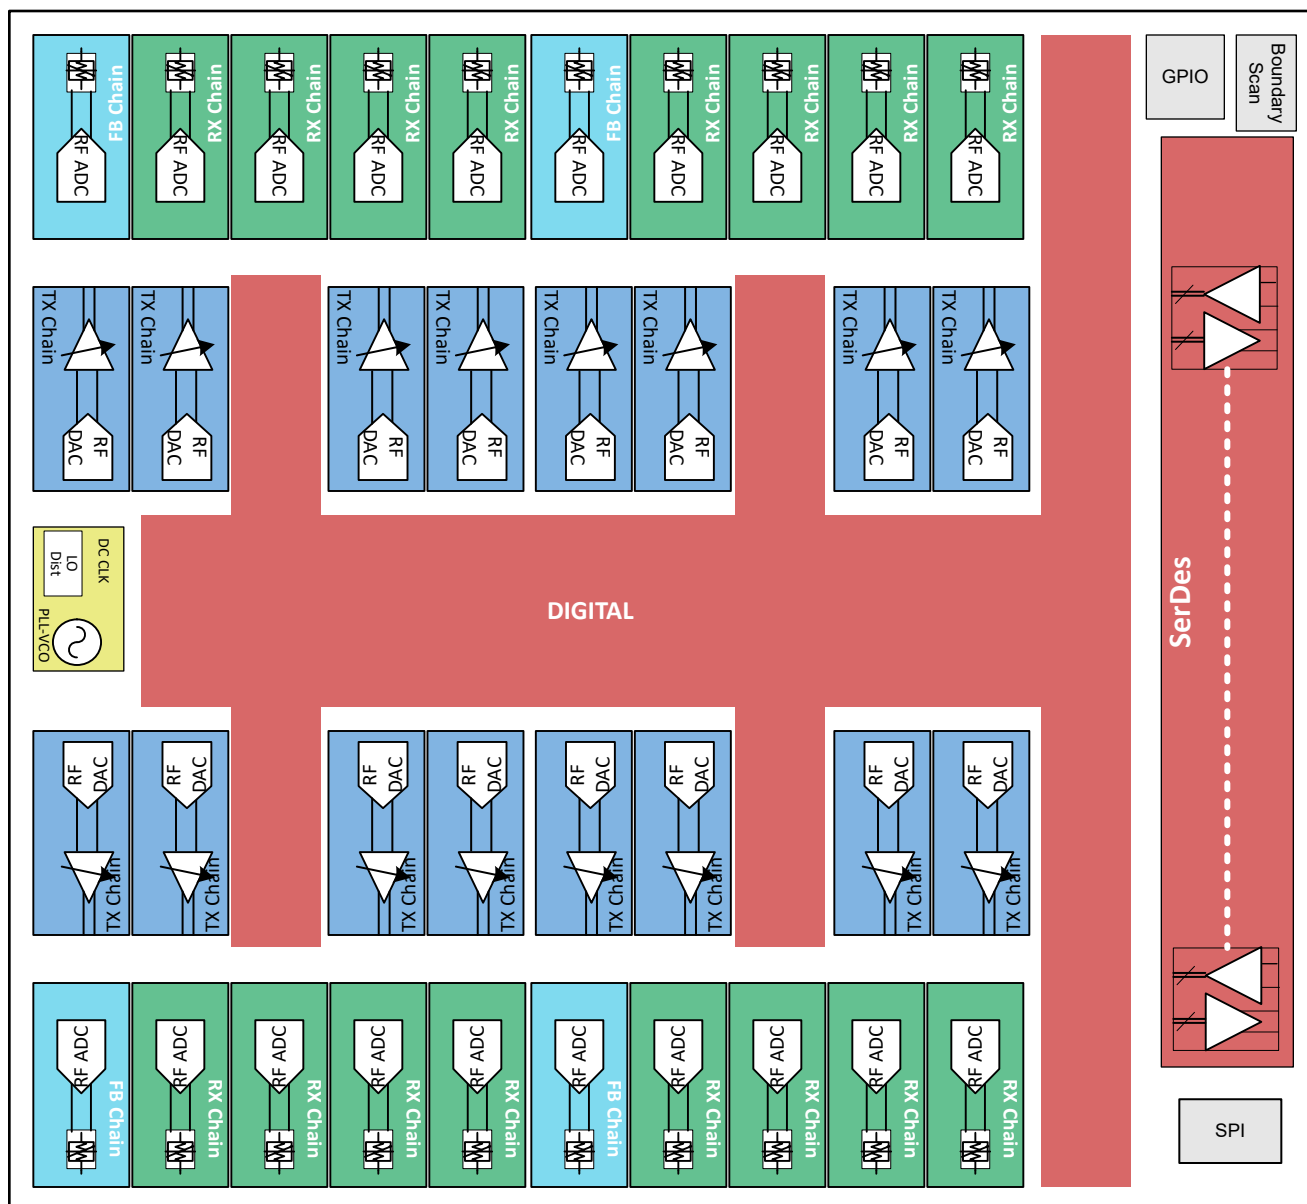 FB Chain
RX Chain
RX Chain
RX Chain
RX Chain
FB Chain
RX Chain
RX Chain
RX Chain
RX Chain
RF ADC
RF ADC
RF ADC
RF ADC
RF ADC
RF ADC
RF ADC
RF ADC
RF ADC
RF ADC
GPIO
Boundary
Scan
TX Chain
TX Chain
TX Chain
TX Chain
TX Chain
TX Chain
TX Chain
TX Chain
RF
DAC
RF
DAC
RF
DAC
RF
DAC
RF
DAC
RF
DAC
RF
DAC
RF
DAC
DC CLK
LO
Dist
PLL-VCO
DIGITAL
SerDes
RF
DAC
RF
DAC
RF
DAC
RF
DAC
RF
DAC
RF
DAC
RF
DAC
RF
DAC
TX Chain
TX Chain
TX Chain
TX Chain
TX Chain
TX Chain
TX Chain
TX Chain
RF ADC
RF ADC
RF ADC
RF ADC
RF ADC
RF ADC
RF ADC
RF ADC
RF ADC
RF ADC
FB Chain
RX Chain
RX Chain
RX Chain
RX Chain
FB Chain
RX Chain
RX Chain
RX Chain
RX Chain
SPI